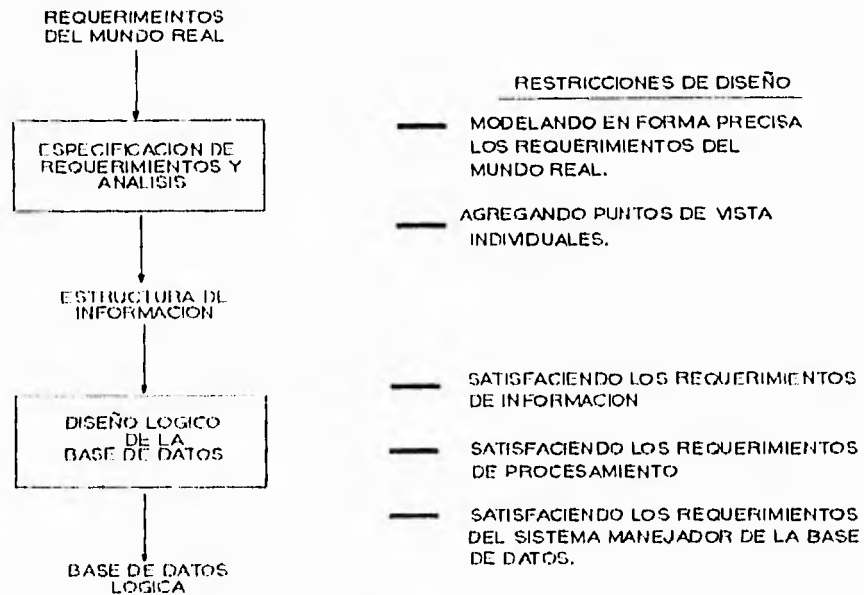 REQUERIMEINTOS
DEL MUNDO REAL
ESPECIFICACION DE
REQUERIMIENTOS Y
ANALISIS
ESTRUCTURA DE
INFORMACION
DISEÑO LOGICO
DE LA
BASE DE DATOS
BASE DE DATOS
LOGICA
RESTRICCIONES DE DISEÑO
MODELANDO EN FORMA PRECISA
LOS REQUERIMIENTOS DEL
MUNDO REAL.
AGREGANDO PUNTOS DE VISTA
INDIVIDUALES.
SATISFACIENDO LOS REQUERIMIENTOS
DE INFORMACION
SATISFACIENDO LOS REQUERIMIENTOS
DE PROCESAMIENTO
SATISFACIENDO LOS REQUERIMIENTOS
DEL SISTEMA MANEJADOR DE LA BASE
DE DATOS.